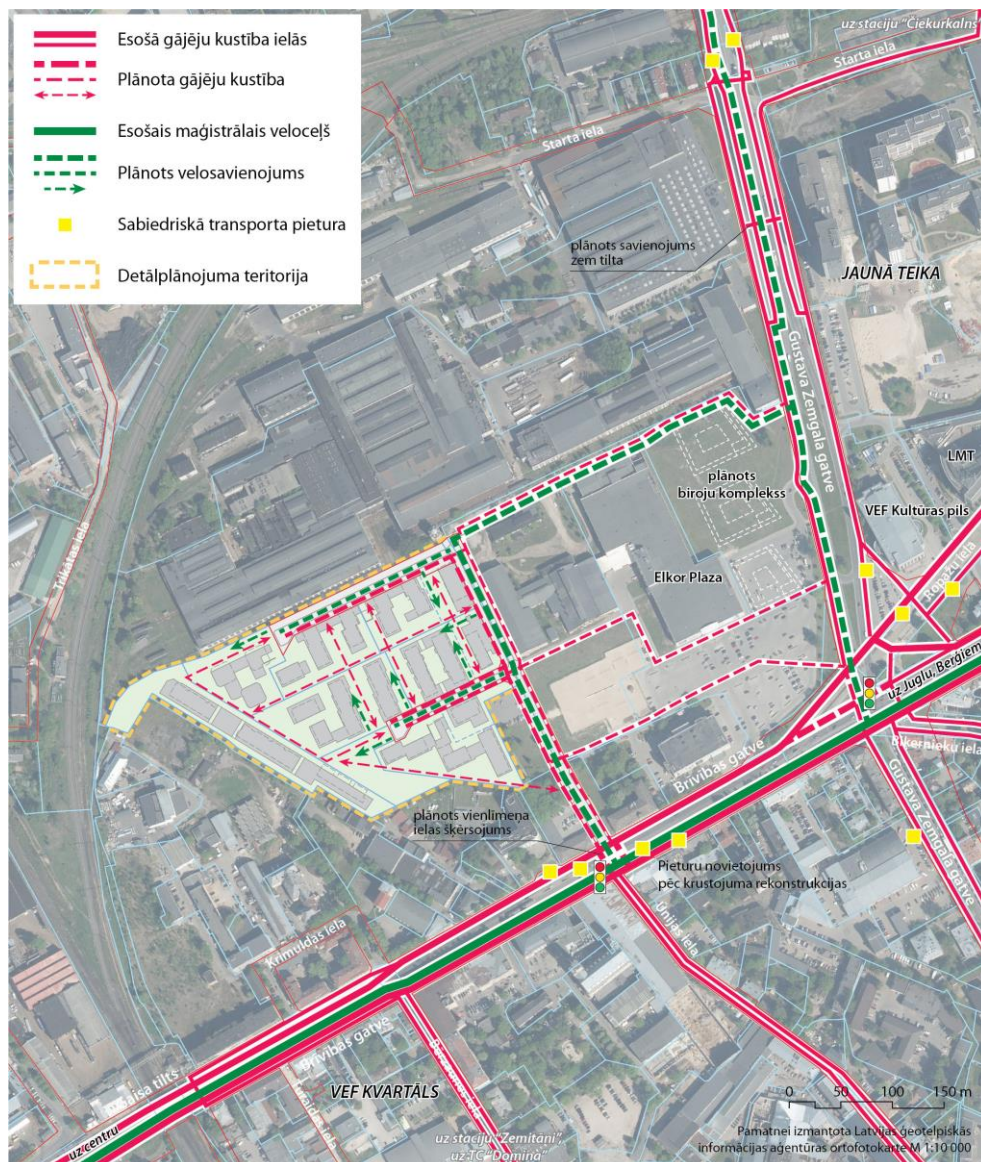 Esošā gājēju kustība ielās
Plānota gājēju kustība
Esošais maģistrālais veloceļš
Plānots velosavienojums
Sabiedriskā transporta pietura
Detālplānojuma teritorija
uz staciju "Čiekurkalns"
Starta iela
Starta iela
plānots savienojums
zem tilta
JAUNĀ TEIKA
Gustava Zemgala gatve
LMT
plānots
biroju komplekss
VEF Kultūras pils
Ropažu iela
Elkor Plaza
Trikātas iela
uz Juglu, Berģiem
Biķernieku iela
Brīvības gatve
Gustava Zemgala gatve
plānots vienlīmeņa
ielas šķērsojums
Pieturu novietojums
pēc krustojuma rekonstrukcijas
Ūnijas iela
Krimuldas iela
Brīvības gatve
tilts
VEF KVARTĀLS
uz centru
uz staciju "Zemitāni",
uz TC "Domina"
0 50 100 150 m
Pamatnei izmantota Latvijas ģeotelpiskās
informācijas aģentūras ortofotokarte M 1:10 000